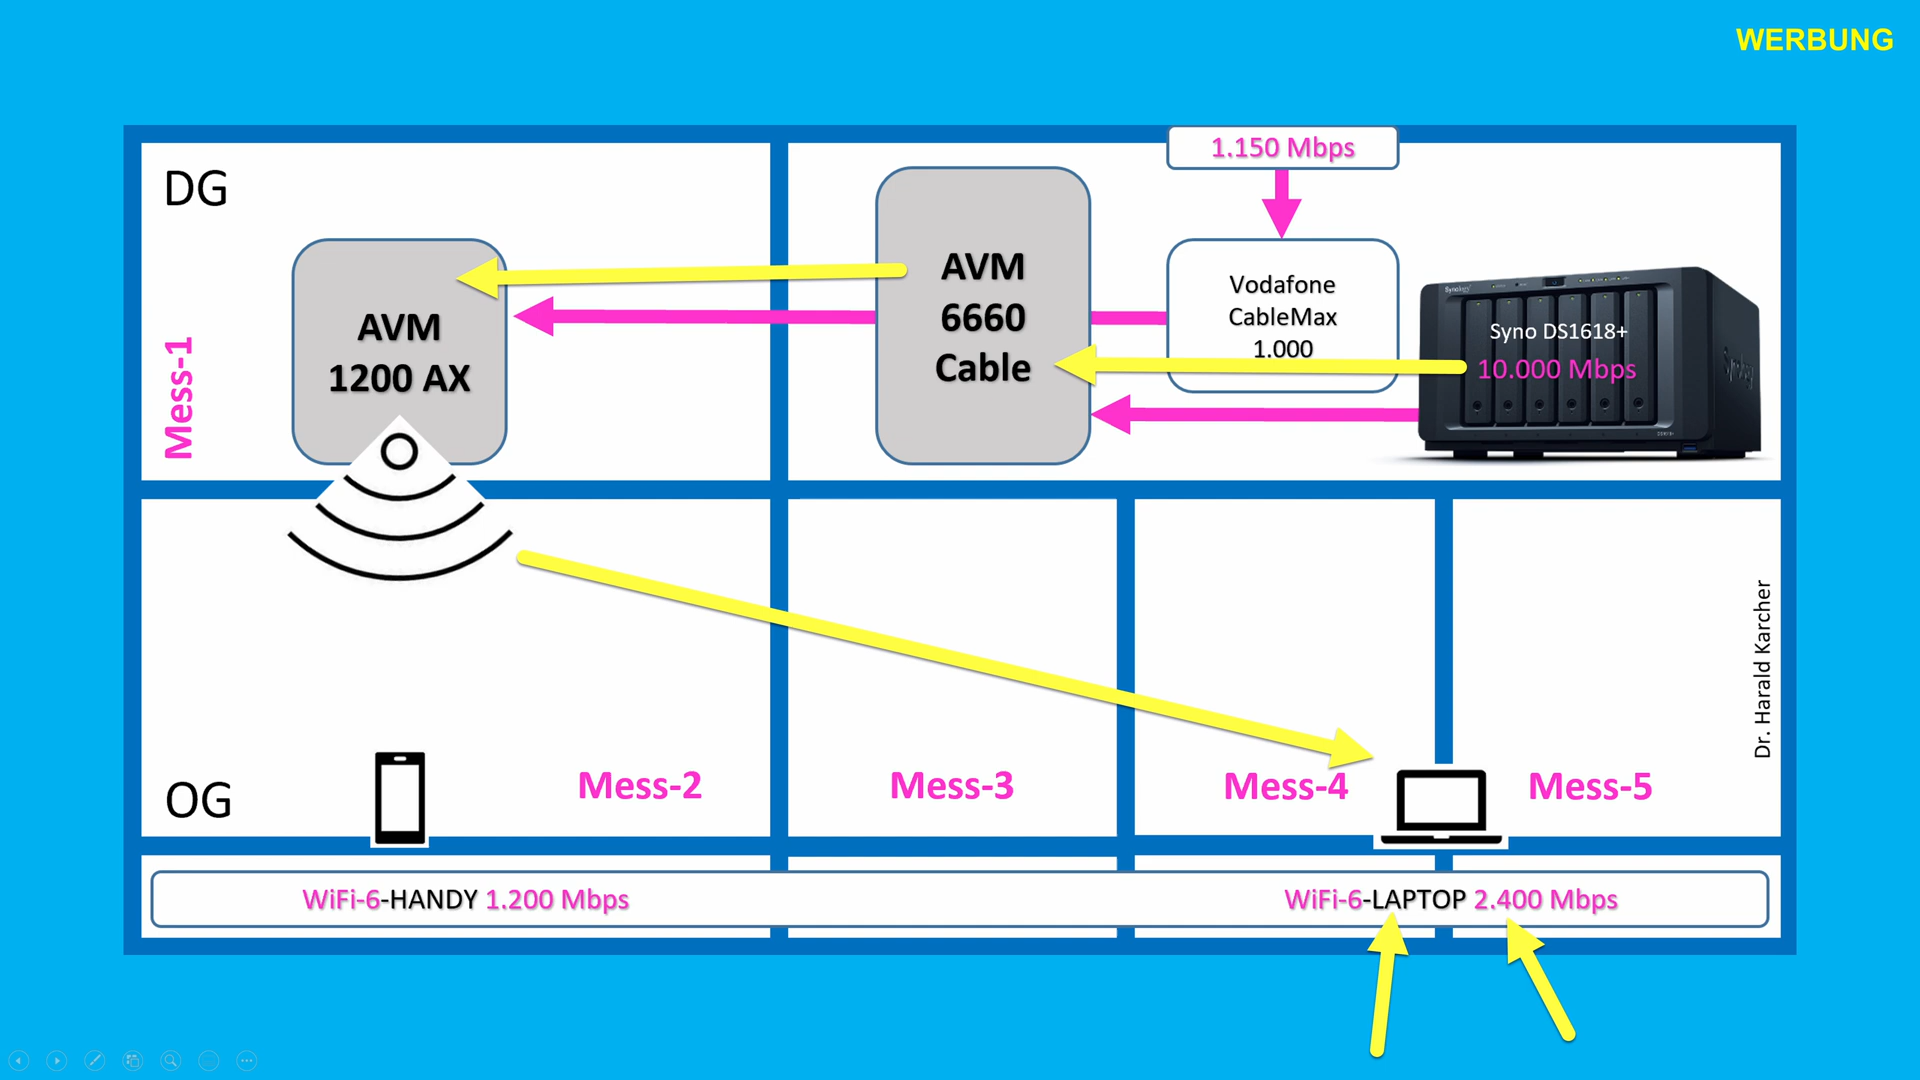 WERBUNG
1.150 Mbps
DG
AVM
1200 AX
AVM
6660
Cable
Vodafone
CableMax
1.000
Synology
Syno DS1618+
10.000 Mbps
Synology
Mess-1
Dr. Harald Karcher
OG
Mess-2
Mess-3
Mess-4
Mess-5
WiFi-6-HANDY 1.200 Mbps
WiFi-6-LAPTOP 2.400 Mbps